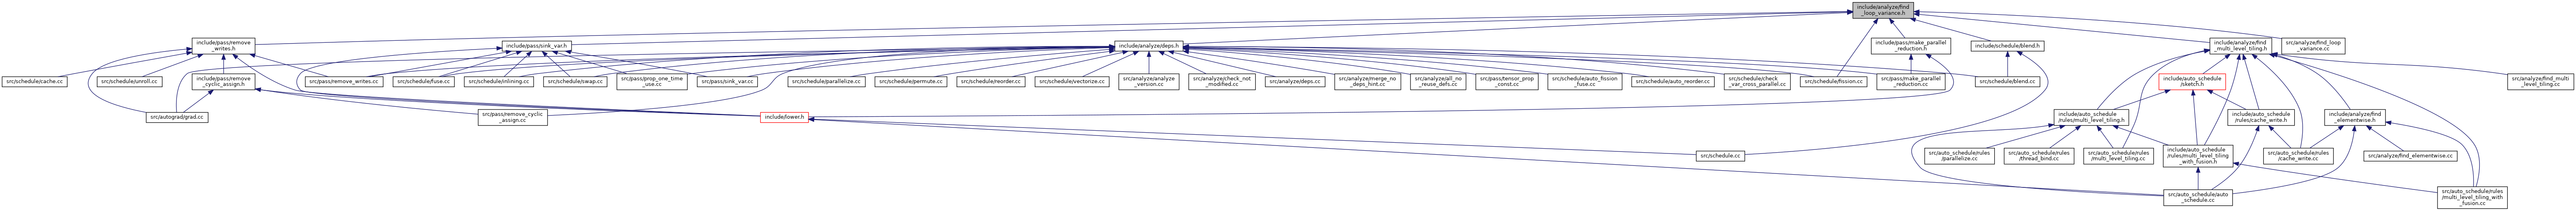 include/analyze/find
_loop_variance.h
include/pass/remove
_writes.h
include/pass/sink_var.h
include/analyze/deps.h
include/pass/make_parallel
_reduction.h
include/schedule/blend.h
include/analyze/find
_multi_level_tiling.h
src/analyze/find_loop
_variance.cc
src/schedule/cache.cc
src/schedule/unroll.cc
include/pass/remove
_cyclic_assign.h
src/pass/remove_writes.cc
src/schedule/fuse.cc
src/schedule/inlining.cc
src/schedule/swap.cc
src/pass/prop_one_time
_use.cc
src/pass/sink_var.cc
src/schedule/parallelize.cc
src/schedule/permute.cc
src/schedule/reorder.cc
src/schedule/vectorize.cc
src/analyze/analyze
_version.cc
src/analyze/check_not
_modified.cc
src/analyze/deps.cc
src/analyze/merge_no
_deps_hint.cc
src/analyze/all_no
_reuse_defs.cc
src/pass/tensor_prop
_const.cc
src/schedule/auto_fission
_fuse.cc
src/schedule/auto_reorder.cc
src/schedule/check
_var_cross_parallel.cc
src/schedule/fission.cc
src/pass/make_parallel
_reduction.cc
src/schedule/blend.cc
include/auto_schedule
/sketch.h
src/analyze/find_multi
_level_tiling.cc
src/autograd/grad.cc
src/pass/remove_cyclic
_assign.cc
include/lower.h
include/auto_schedule
/rules/multi_level_tiling.h
include/auto_schedule
/rules/cache_write.h
include/analyze/find
_elementwise.h
src/schedule.cc
src/auto_schedule/rules
/parallelize.cc
src/auto_schedule/rules
/thread_bind.cc
src/auto_schedule/rules
/multi_level_tiling.cc
include/auto_schedule
/rules/multi_level_tiling
_with_fusion.h
src/auto_schedule/rules
/cache_write.cc
src/analyze/find_elementwise.cc
src/auto_schedule/auto
_schedule.cc
src/auto_schedule/rules
/multi_level_tiling_with
_fusion.cc